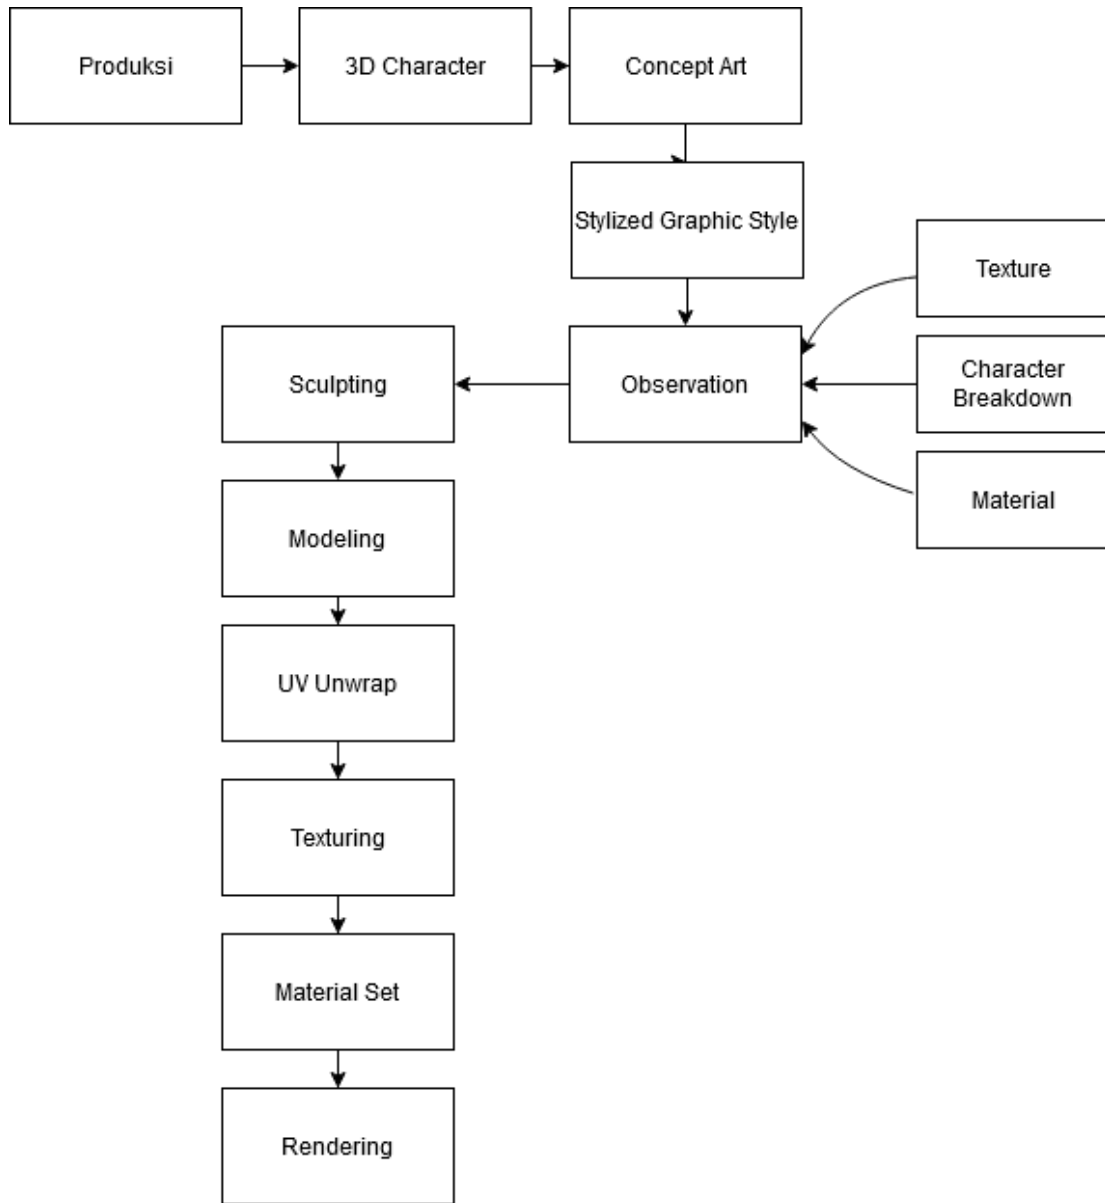 Produksi
3D Character
Concept Art
Stylized Graphic Style
Texture
Sculpting
Observation
Character
Breakdown
Material
Modeling
UV Unwrap
Texturing
Material Set
Rendering